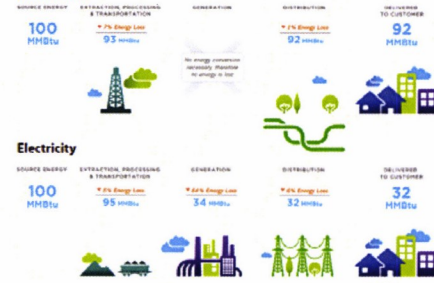 SOURCE ENERGY
EXTRACTION, PROCESSING
& TRANSPORTATION
GENERATION
DISTRIBUTION
DELIVERED
TO CUSTOMER
100
MMBtu
7% Energy Loss
93 MMBtu
No energy conversion
necessary, therefore
no energy is lost
1% Energy Loss
92 MMBtu
92
MMBtu
Electricity
SOURCE ENERGY
EXTRACTION, PROCESSING
& TRANSPORTATION
GENERATION
DISTRIBUTION
DELIVERED
TO CUSTOMER
100
MMBtu
5% Energy Loss
95 MMBtu
64% Energy Loss
34 MMBtu
6% Energy Loss
32 MMBtu
32
MMBtu